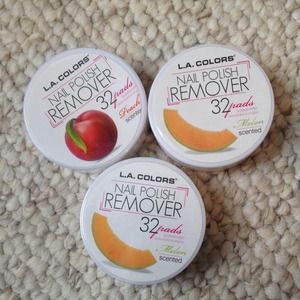 L.A. COLORS®
NAIL POLISH
REMOVER
32 pads
Peach
scented
L.A. COLORS®
NAIL POLISH
REMOVER
32 pads
Melon
scented
L.A. COLORS®
NAIL POLISH
REMOVER
32 pads
Melon
scented